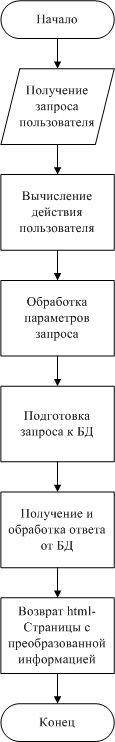 Начало
Получение
запроса
пользователя
Вычисление
действия
пользователя
Обработка
параметров
запроса
Подготовка
запроса к БД
Получение и
обработка ответа
от БД
Возврат html-
Страницы с
преобразованной
информацией
Конец